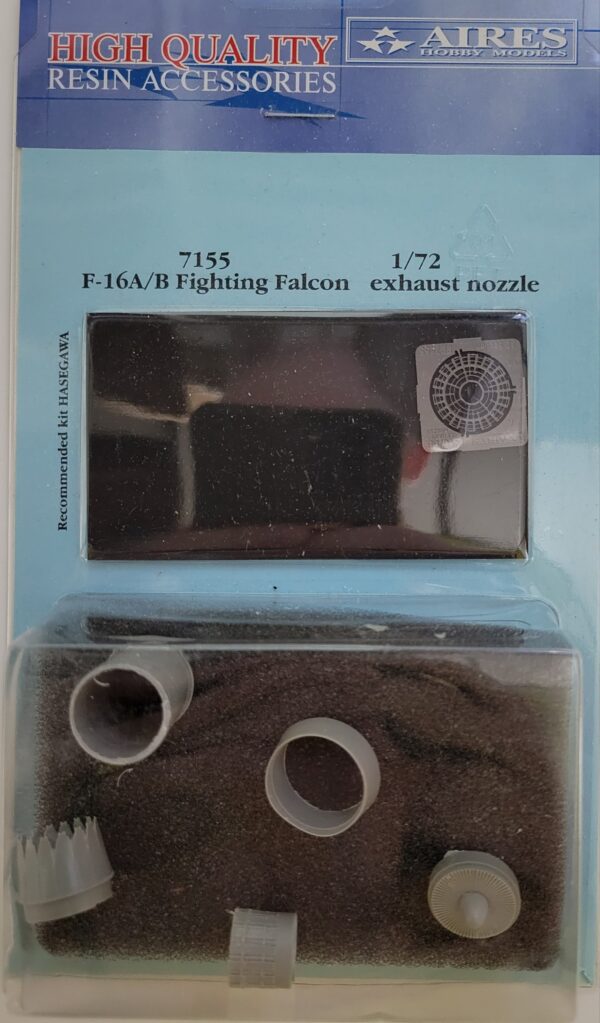 HIGH QUALITY
RESIN ACCESSORIES
AIRES
HOBBY MODELS
7155 1/72
F-16A/B Fighting Falcon exhaust nozzle
Recommended kit HASEGAWA